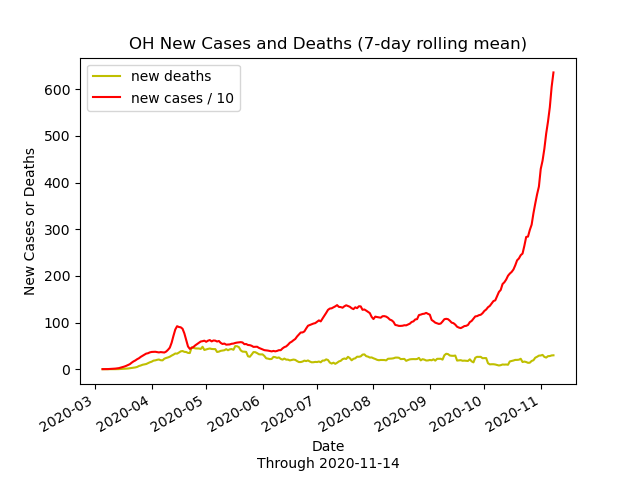 OH New Cases and Deaths (7-day rolling mean)
new deaths
new cases / 10
New Cases or Deaths
600
500
400
300
200
100
0
2020-03
2020-04
2020-05
2020-06
2020-07
2020-08
2020-09
2020-10
2020-11
Date
Through 2020-11-14